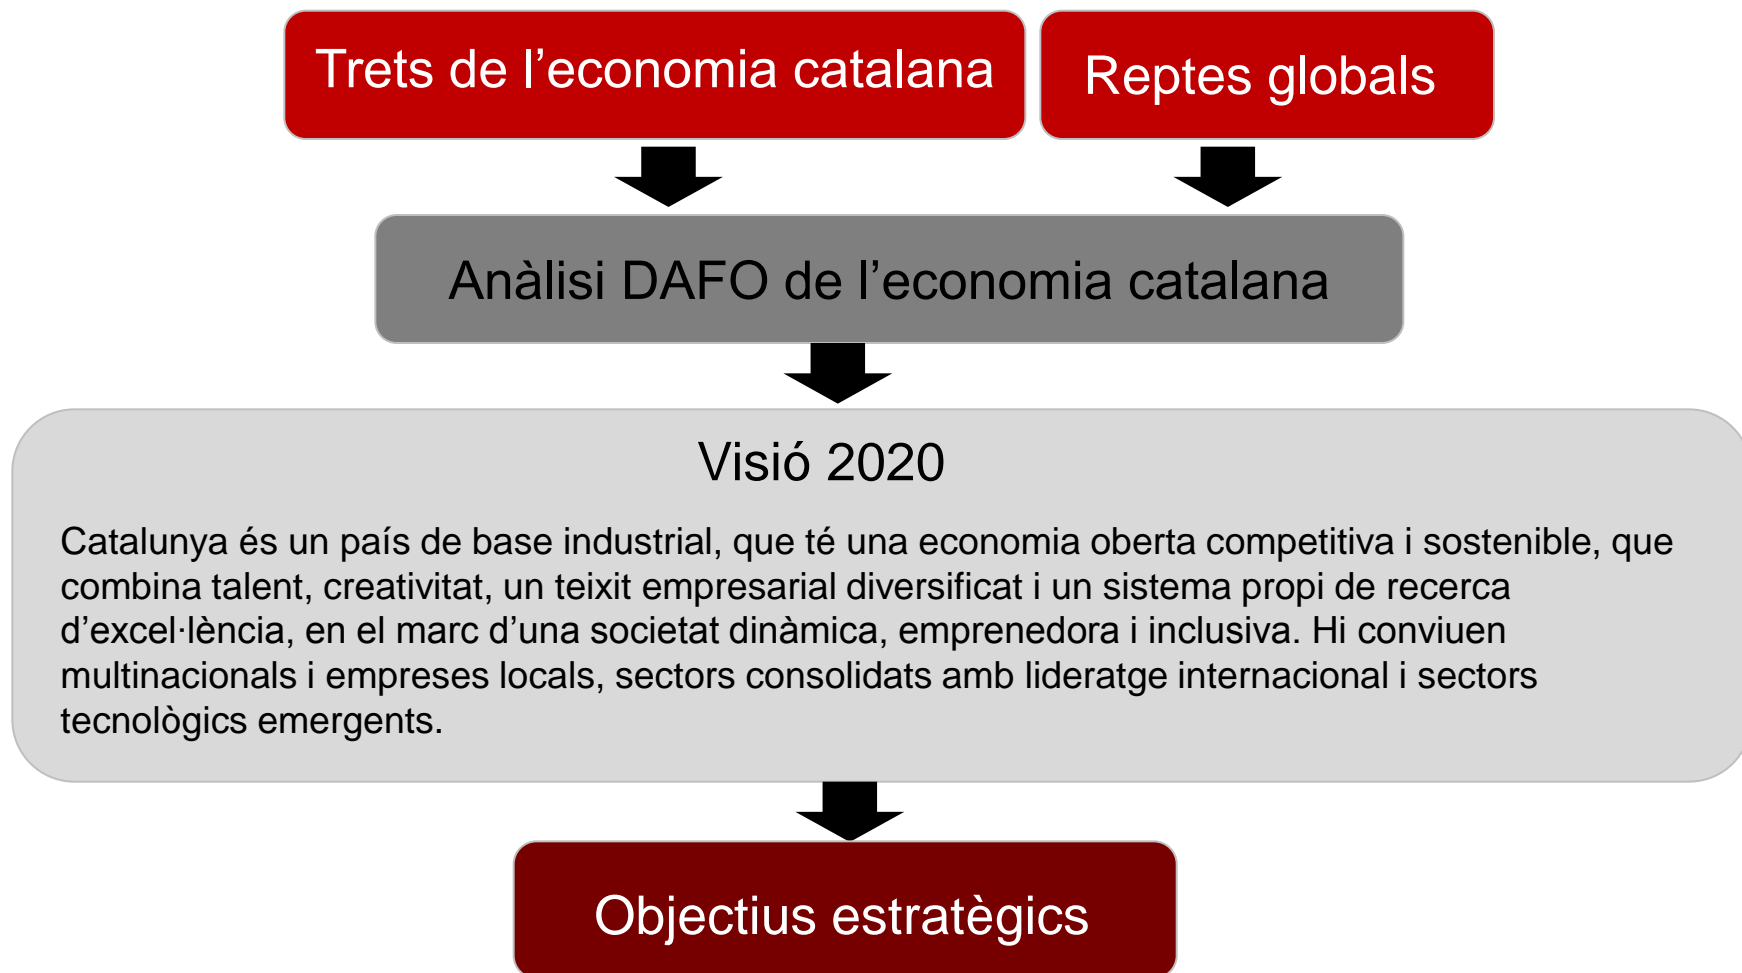 Trets de l’economia catalana
Reptes globals
Anàlisi DAFO de l’economia catalana
Visió 2020
Catalunya és un país de base industrial, que té una economia oberta competitiva i sostenible, que
combina talent, creativitat, un teixit empresarial diversificat i un sistema propi de recerca
d’excel·lència, en el marc d’una societat dinàmica, emprenedora i inclusiva. Hi conviuen
multinacionals i empreses locals, sectors consolidats amb lideratge internacional i sectors
tecnològics emergents.
Objectius estratègics